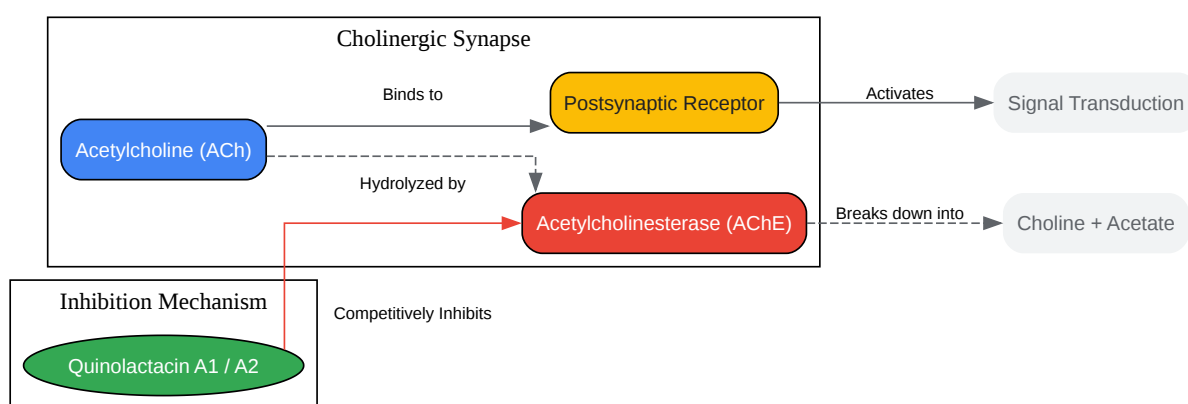 Cholinergic Synapse
Binds to
Postsynaptic Receptor
Activates
Signal Transduction
Acetylcholine (ACh)
Hydrolyzed by
Acetylcholinesterase (AChE)
Breaks down into
Choline + Acetate
Inhibition Mechanism
Competitively Inhibits
Quinolactacin A1 / A2